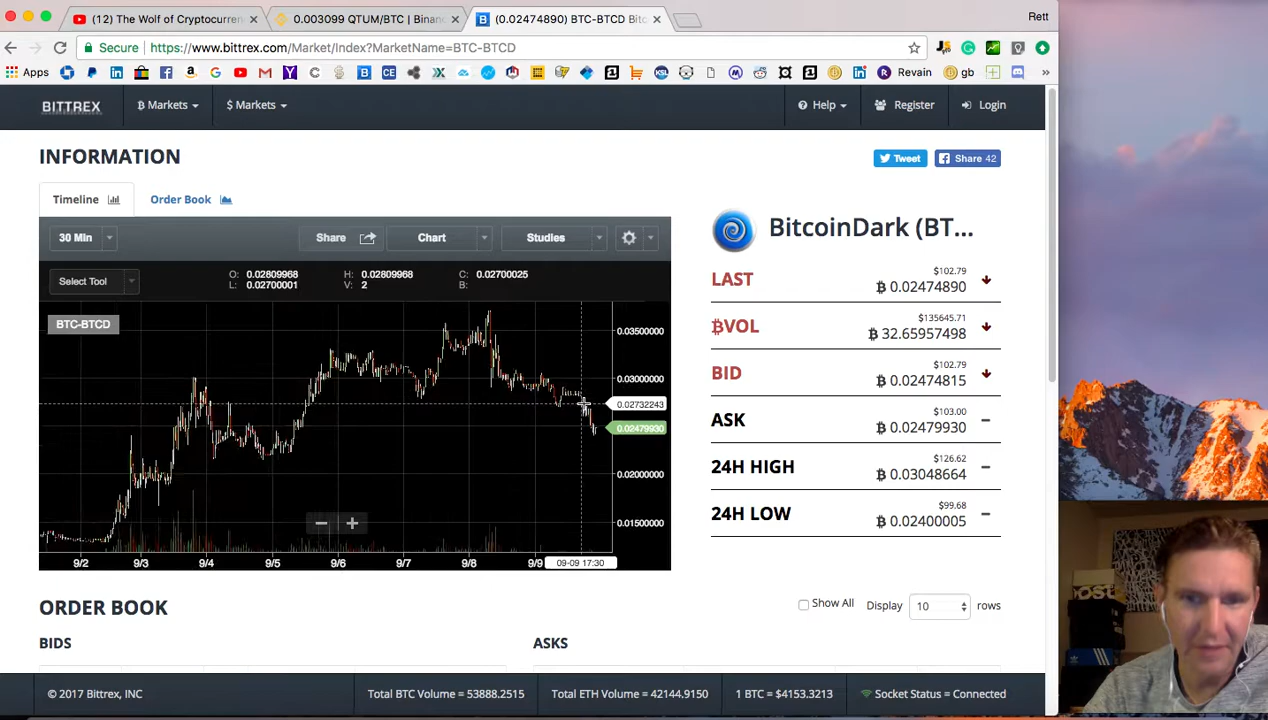 (12) The Wolf of Cryptocurren
0.003099 QTUM/BTC | Binan
(0.02474890) BTC-BTCD Bit
Rett
Secure
https://www.bittrex.com/Market/Index?MarketName=BTC-BTCD
Apps
KSL
Revain
gb
»
BITTREX
Markets
$ Markets
Help
Register
Login
INFORMATION
Tweet
Share 42
Timeline
Order Book
30 Min
Share
Chart
Studies
Select Tool
O: 0.02809968
H: 0.02809968
C: 0.02700025
L: 0.02700001
V: 2
B:
BTC-BTCD
0.03500000
0.03000000
0.02732243
0.02479930
0.02000000
0.01500000
9/2
9/3
9/4
9/5
9/6
9/7
9/8
9/9
09-09 17:30
BitcoinDark (BT...
LAST
$102.79
0.02474890
VOL
$135645.71
32.65957498
BID
$102.79
0.02474815
ASK
$103.00
0.02479930
24H HIGH
$126.62
0.03048664
24H LOW
$99.68
0.02400005
ORDER BOOK
Show All
Display
10
rows
BIDS
ASKS
© 2017 Bittrex, INC
Total BTC Volume = 53888.2515
Total ETH Volume = 42144.9150
1 BTC = $4153.3213
Socket Status = Connected